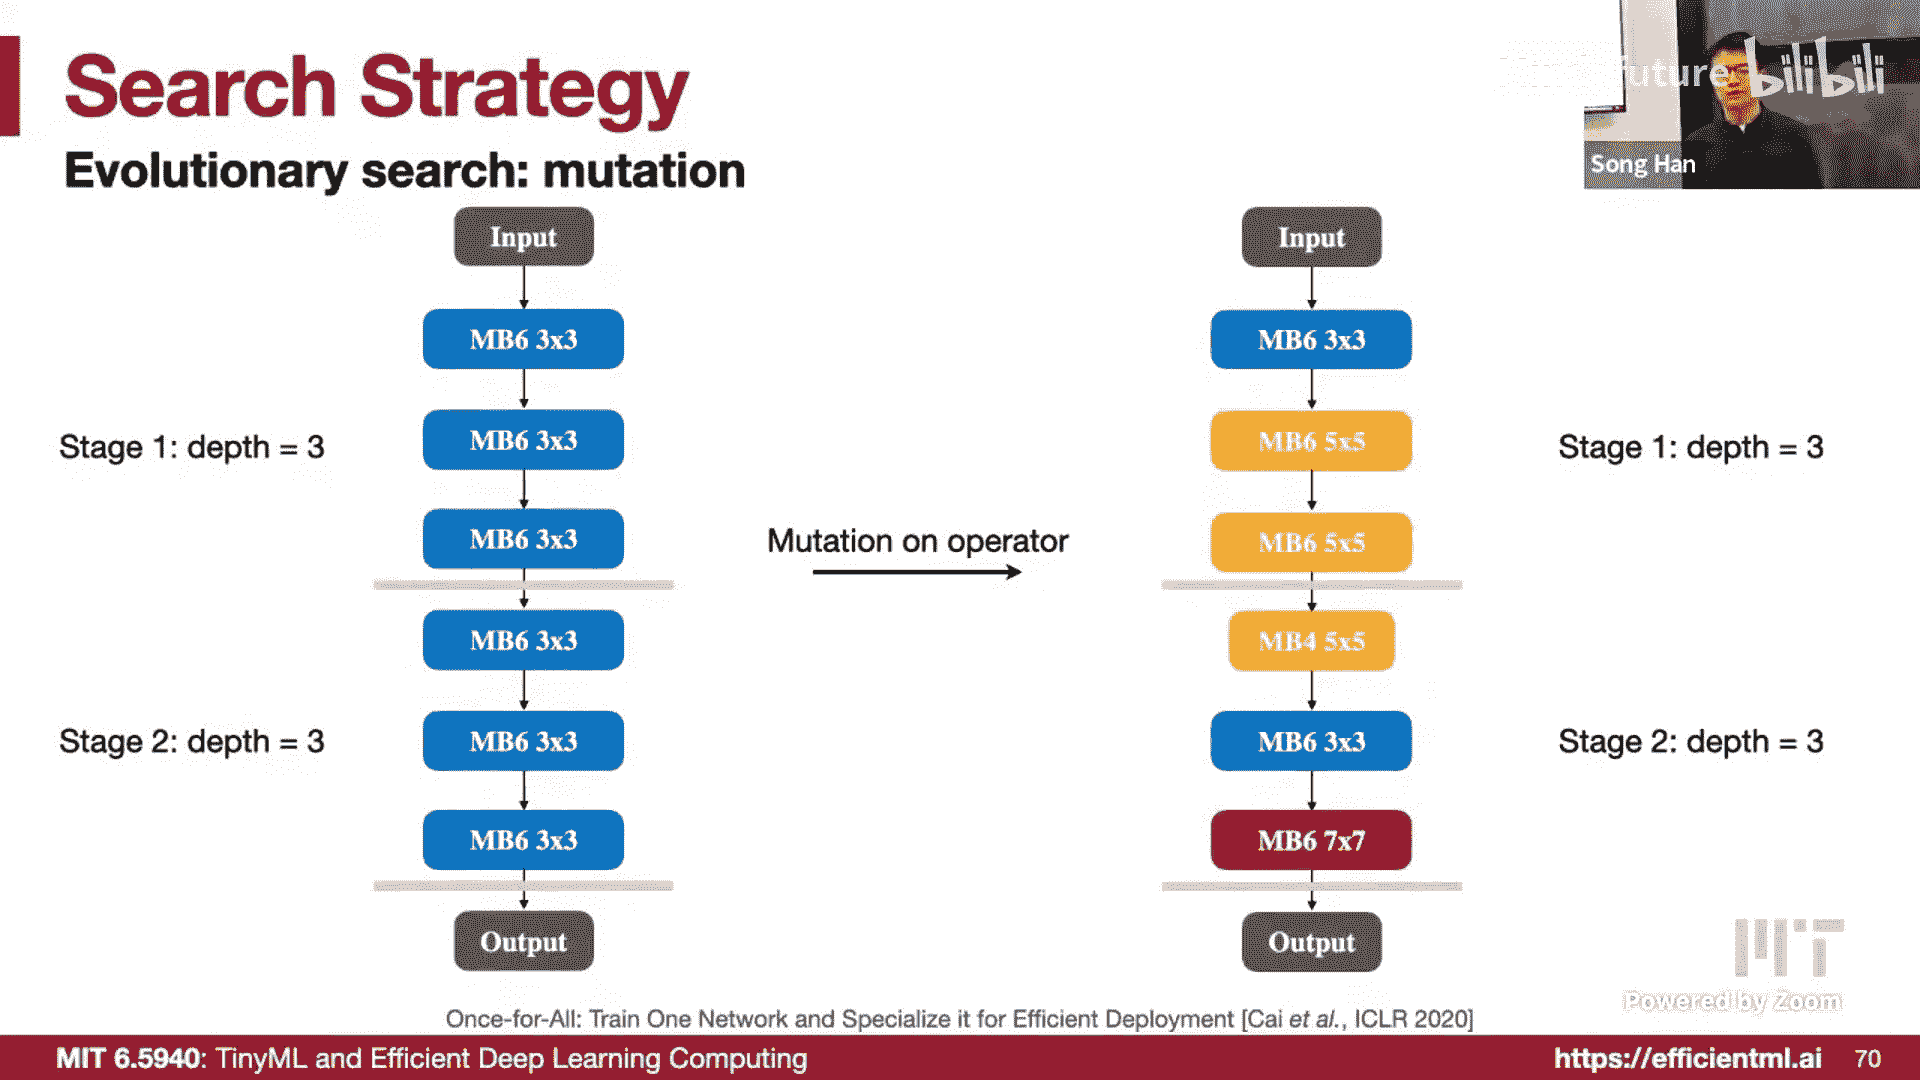 Search Strategy
Evolutionary search: mutation
future
bilibili
Song Han
Input
MB6 3x3
MB6 3x3
MB6 3x3
MB6 3x3
MB6 3x3
MB6 3x3
Output
Stage 1: depth = 3
Stage 2: depth = 3
Mutation on operator
Input
MB6 3x3
MB6 5x5
MB6 5x5
MB4 5x5
MB6 3x3
MB6 7x7
Output
Stage 1: depth = 3
Stage 2: depth = 3
MIT
Powered by Zoom
Once-for-All: Train One Network and Specialize it for Efficient Deployment [Cai et al., ICLR 2020]
MIT 6.5940: TinyML and Efficient Deep Learning Computing
https://efficientml.ai
70